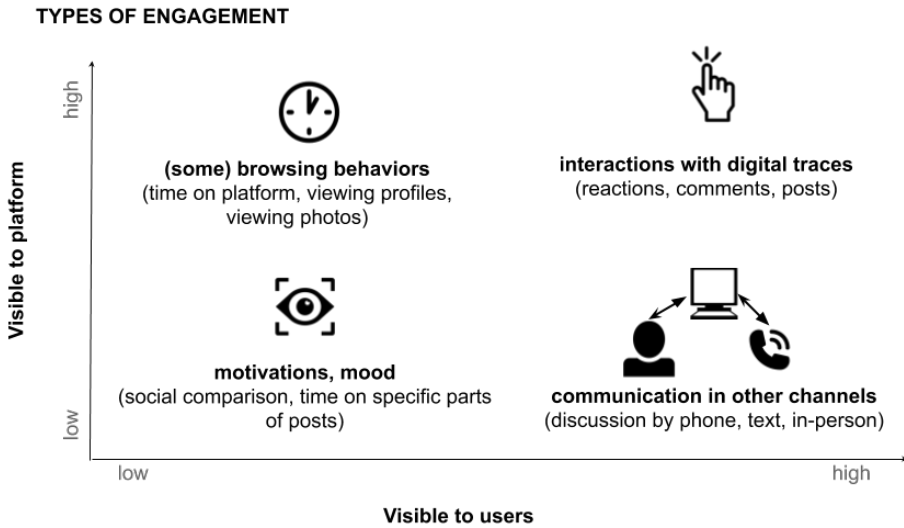 TYPES OF ENGAGEMENT
high
(some) browsing behaviors
(time on platform, viewing profiles,
viewing photos)
interactions with digital traces
(reactions, comments, posts)
Visible to platform
motivations, mood
(social comparison, time on specific parts
of posts)
communication in other channels
(discussion by phone, text, in-person)
low
low
high
Visible to users